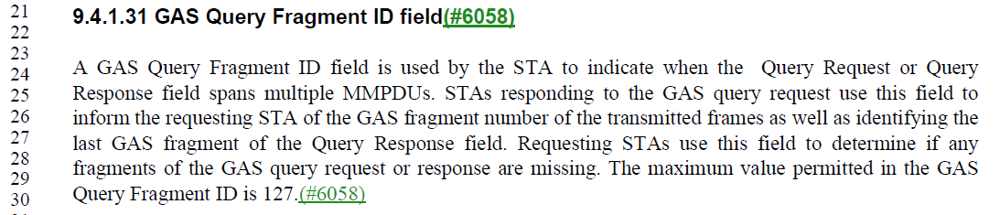 21 9.4.1.31 GAS Query Fragment ID field(#6058)
22
23
24 A GAS Query Fragment ID field is used by the STA to indicate when the Query Request or Query
25 Response field spans multiple MMPDUs. STAs responding to the GAS query request use this field to
26 inform the requesting STA of the GAS fragment number of the transmitted frames as well as identifying the
27 last GAS fragment of the Query Response field. Requesting STAs use this field to determine if any
28 fragments of the GAS query request or response are missing. The maximum value permitted in the GAS
29
30 Query Fragment ID is 127.(#6058)